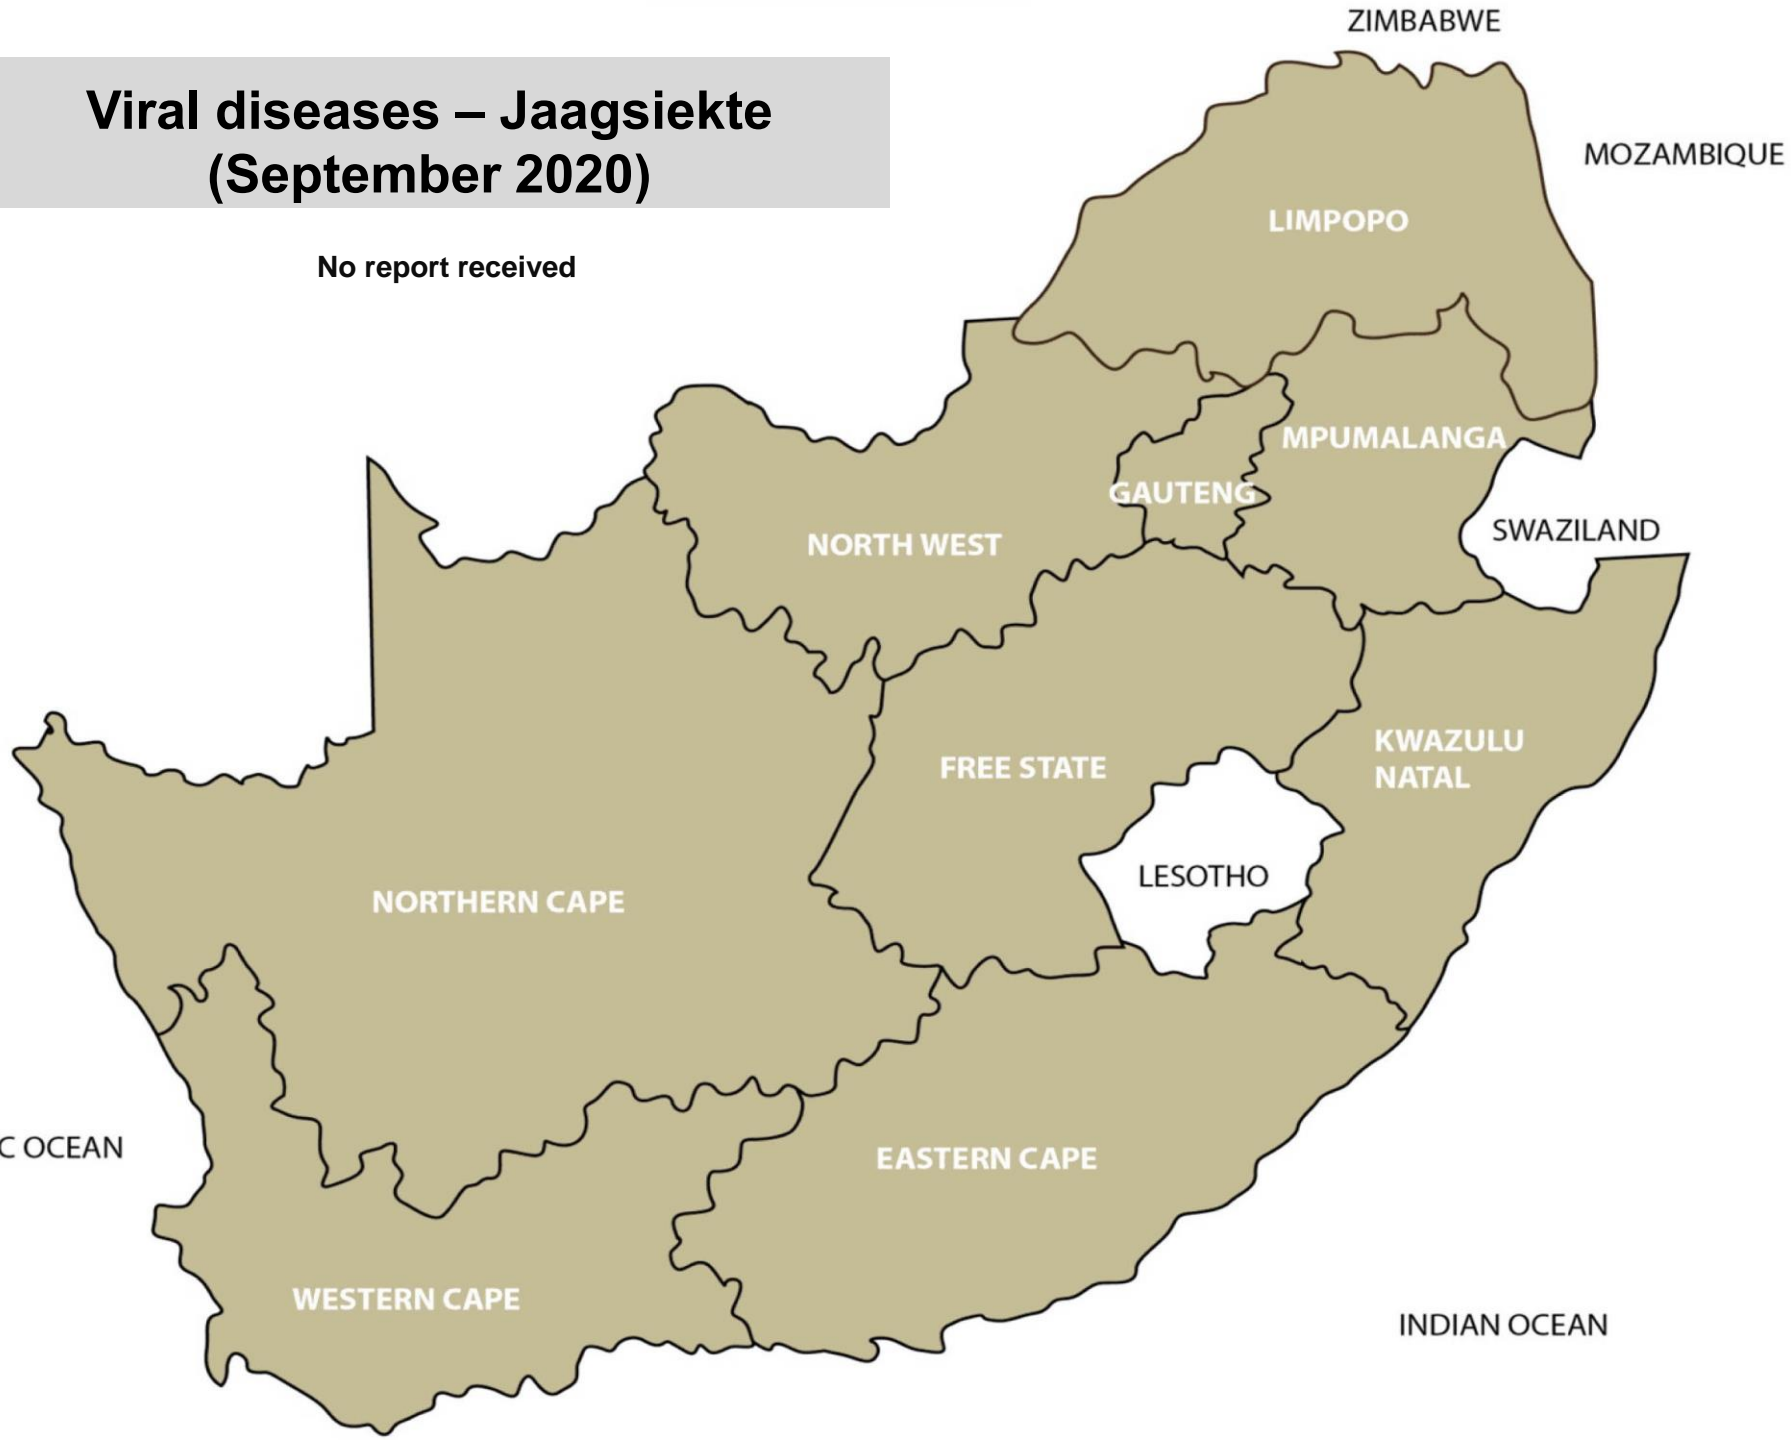 ZIMBABWE
Viral diseases – Jaagsiekte
(September 2020)
MOZAMBIQUE
LIMPOPO
No report received
MPUMALANGA
GAUTENG
SWAZILAND
NORTH WEST
KWAZULU
NATAL
FREE STATE
LESOTHO
NORTHERN CAPE
C OCEAN
EASTERN CAPE
WESTERN CAPE
INDIAN OCEAN